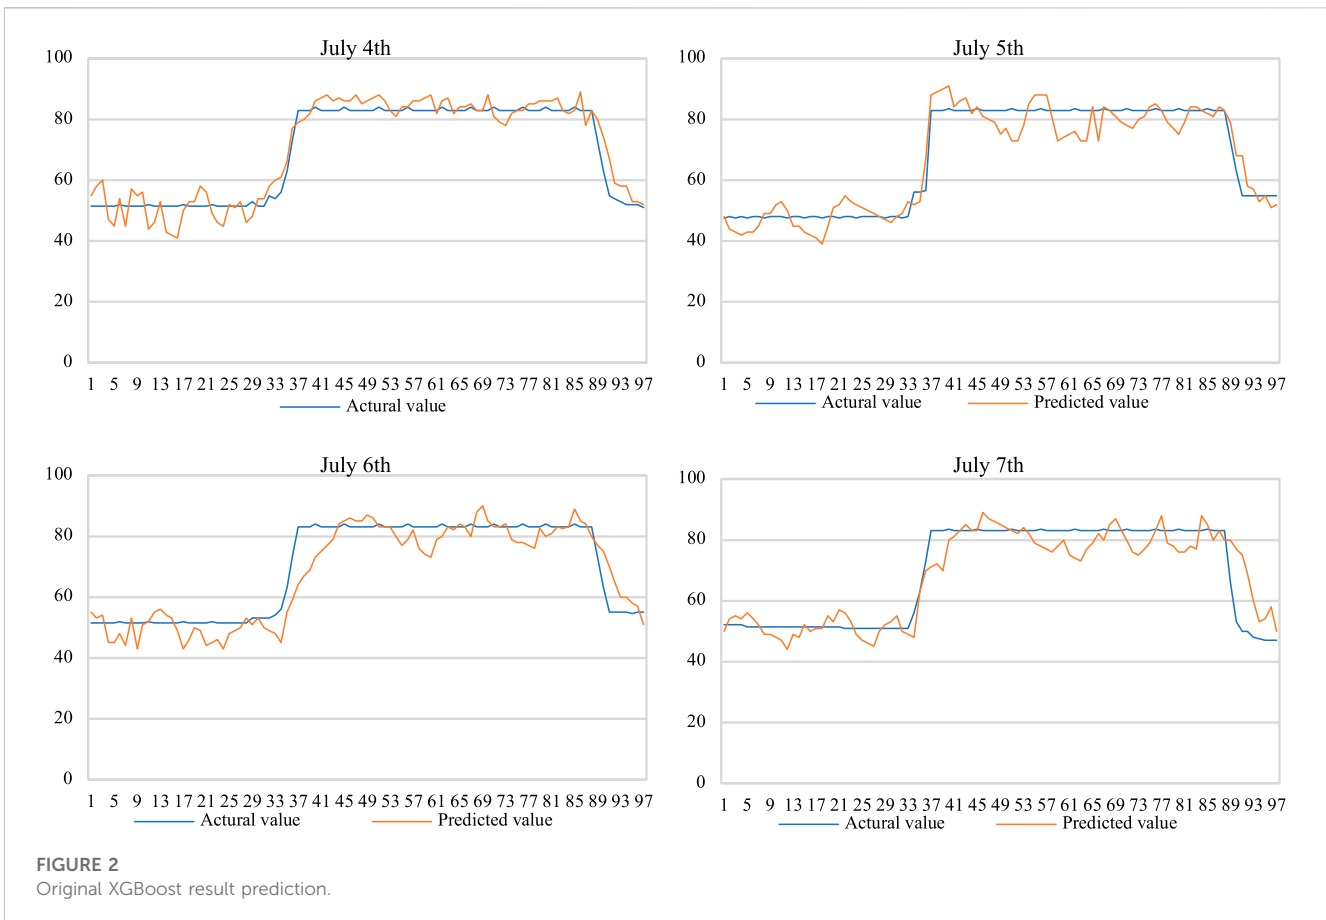 July 4th
100
80
60
40
20
0
1 5 9 13 17 21 25 29 33 37 41 45 49 53 57 61 65 69 73 77 81 85 89 93 97
Actural value
July 5th
100
80
60
40
20
0
1 5 9 13 17 21 25 29 33 37 41 45 49 53 57 61 65 69 73 77 81 85 89 93 97
Actural value Predicted value
July 6th
100
80
60
40
20
0
1 5 9 13 17 21 25 29 33 37 41 45 49 53 57 61 65 69 73 77 81 85 89 93 97
Actural value Predicted value
July 7th
100
80
60
40
20
0
1 5 9 13 17 21 25 29 33 37 41 45 49 53 57 61 65 69 73 77 81 85 89 93 97
Actural value Predicted value
FIGURE 2
Original XGBoost result prediction.